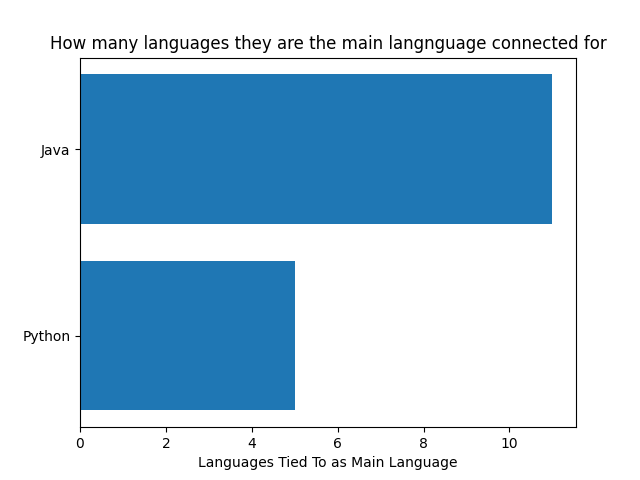 How many languages they are the main langnguage connected for
Java
Python
0 2 4 6 8 10
Languages Tied To as Main Language